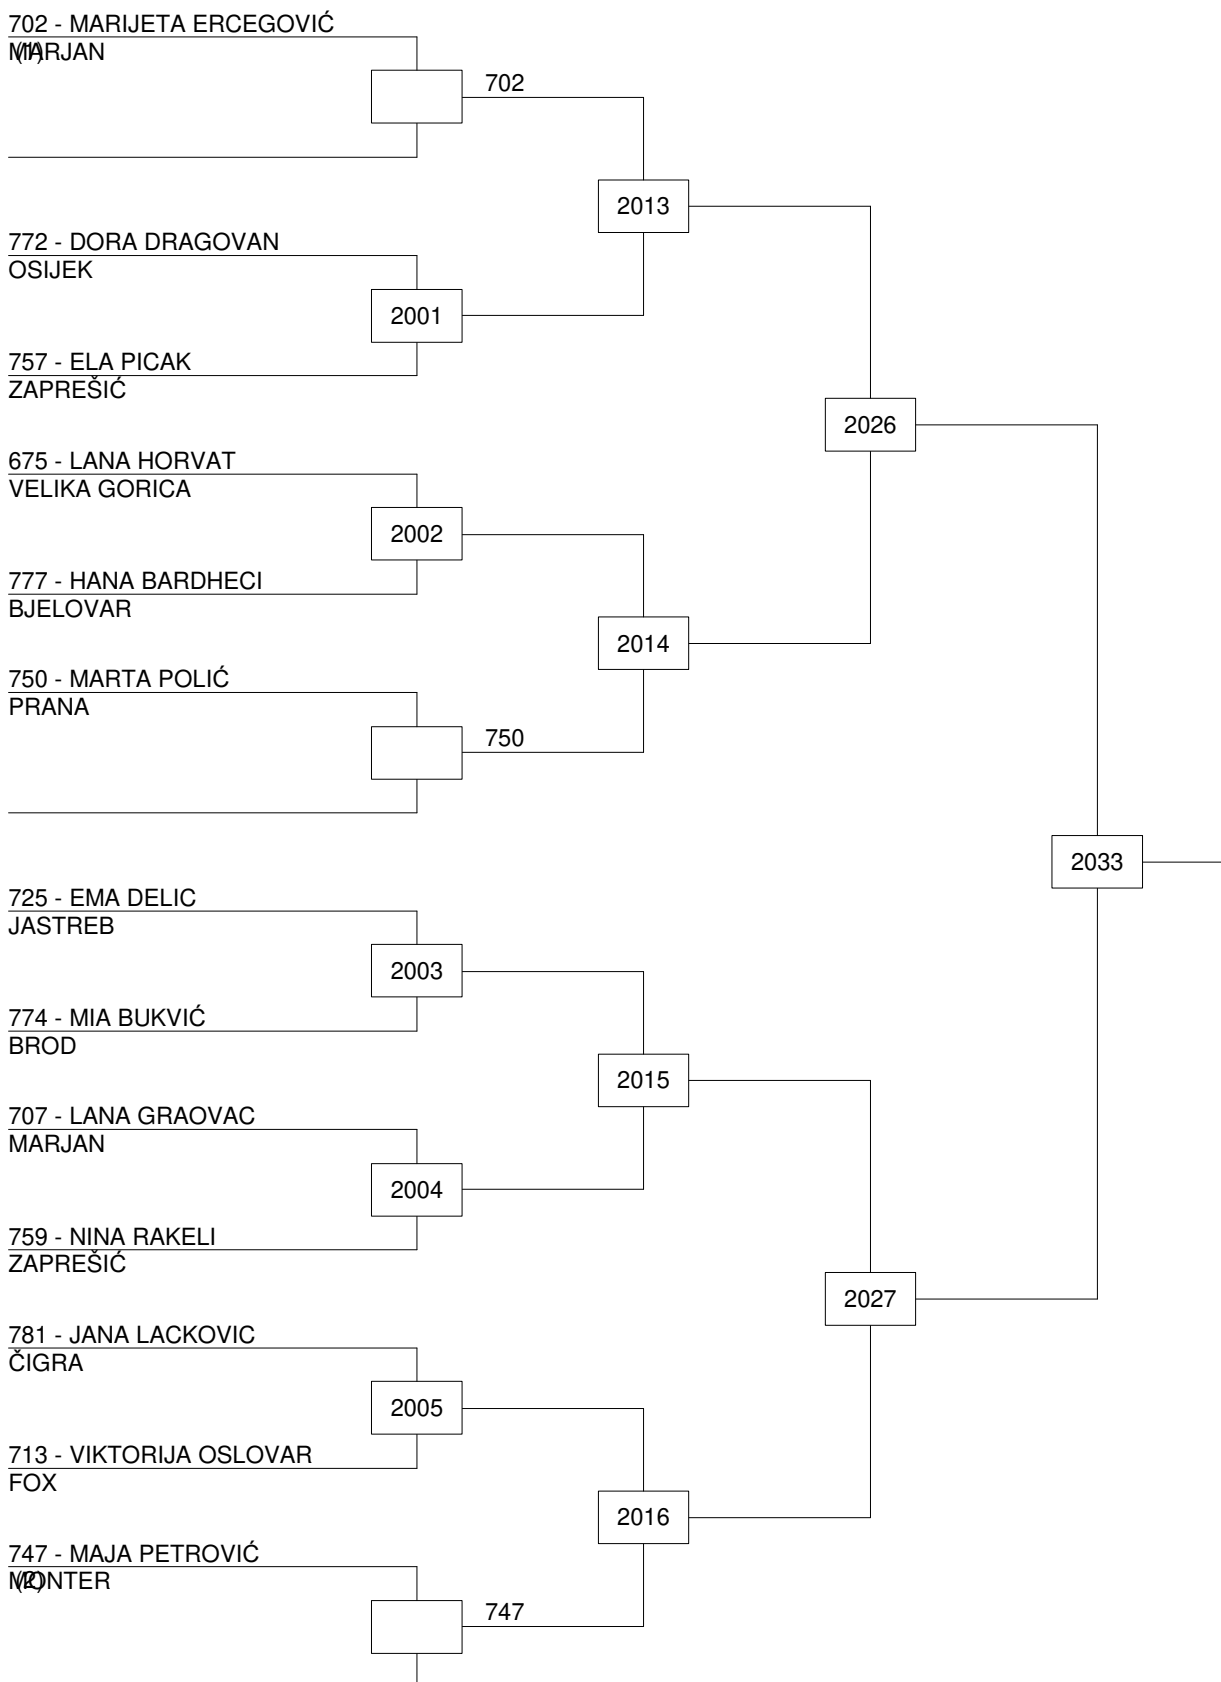 702 - MARIJETA ERCEGOVIĆ
(1)
MARJAN
702
2013
772 - DORA DRAGOVAN
OSIJEK
2001
757 - ELA PICAK
ZAPREŠIĆ
2026
675 - LANA HORVAT
VELIKA GORICA
2002
777 - HANA BARDHECI
BJELOVAR
2014
750 - MARTA POLIĆ
PRANA
750
2033
725 - EMA DELIC
JASTREB
2003
774 - MIA BUKVIĆ
BROD
2015
707 - LANA GRAOVAC
MARJAN
2004
759 - NINA RAKELI
ZAPREŠIĆ
2027
781 - JANA LACKOVIC
ČIGRA
2005
713 - VIKTORIJA OSLOVAR
FOX
2016
747 - MAJA PETROVIĆ
(2)
MONTER
747